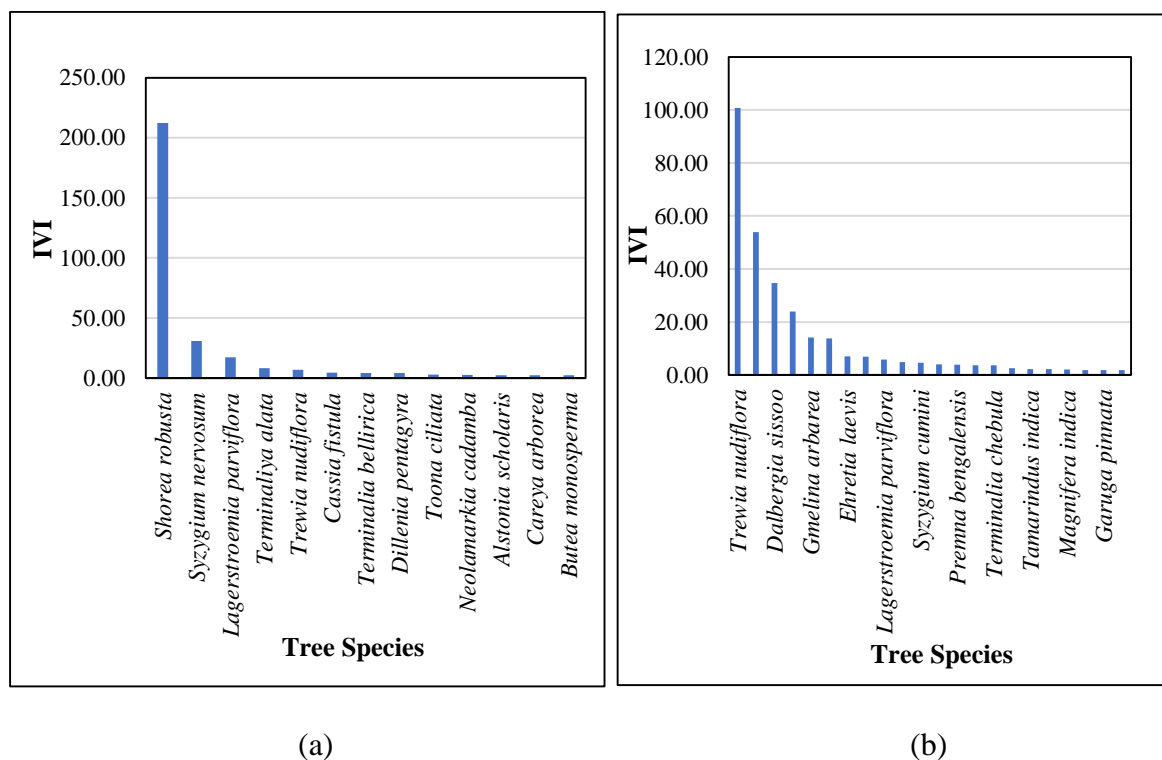 250.00
200.00
150.00
100.00
50.00
0.00
IVI
Shorea robusta
Syzygium nervosum
Lagerstroemia parviflora
Terminaliya alata
Trewia nudiflora
Cassia fistula
Terminalia bellirica
Dillenia pentagyra
Toona ciliata
Neolamarkia cadamba
Alstonia scholaris
Careya arborea
Butea monosperma
Tree Species
(a)
120.00
100.00
80.00
60.00
40.00
20.00
0.00
IVI
Trewia nudiflora
Dalbergia sissoo
Gmelina arbarea
Ehretia laevis
Lagerstroemia parviflora
Syzygium cumini
Premna bengalensis
Terminalia chebula
Tamarindus indica
Magnifera indica
Garuga pinnata
Tree Species
(b)